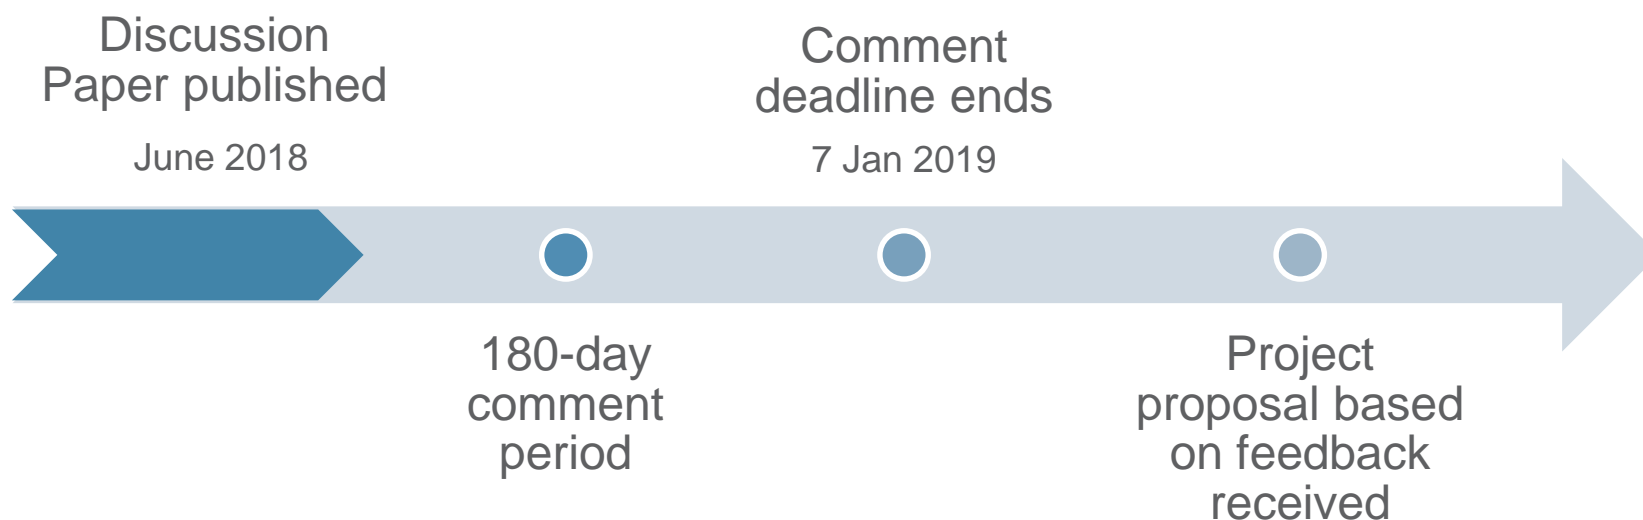 Discussion
Paper published
June 2018
180-day
comment
period
Comment
deadline ends
7 Jan 2019
Project
proposal based
on feedback
received